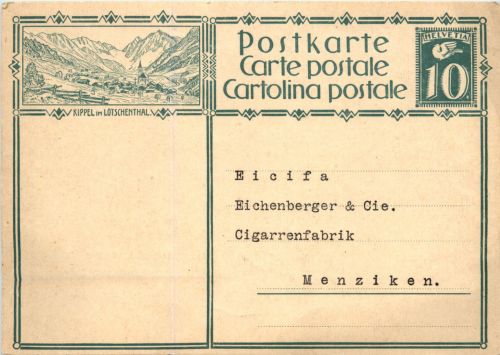 Postkarte
Carte postale
Cartolina postale
HELVETIA
10
KIPPEL IM LÖTSCHENTHAL
Eicifa
Eichenberger & Cie.
Cigarrenfabrik
Menziken.